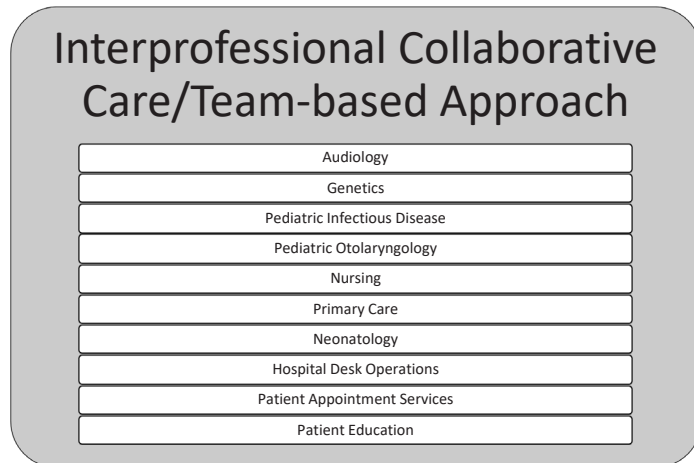 Interprofessional Collaborative
Care/Team-based Approach
Audiology
Genetics
Pediatric Infectious Disease
Pediatric Otolaryngology
Nursing
Primary Care
Neonatology
Hospital Desk Operations
Patient Appointment Services
Patient Education